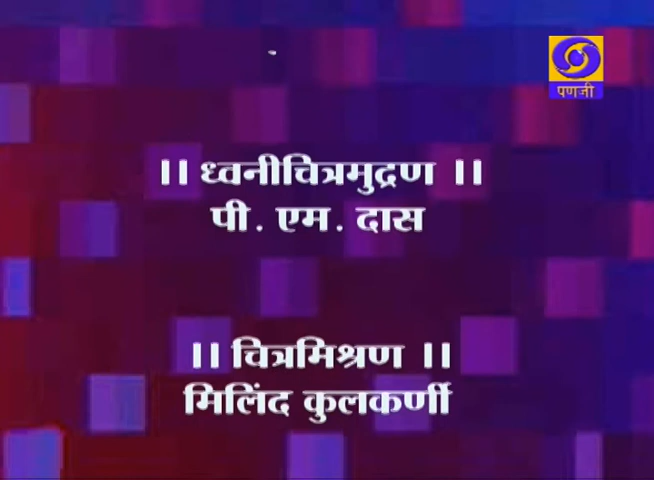 पणजी
।। ध्वनीचित्रमुद्रण ।।
पी. एम. दास
।। चित्रमिश्रण ।।
मिलिंद कुलकर्णी